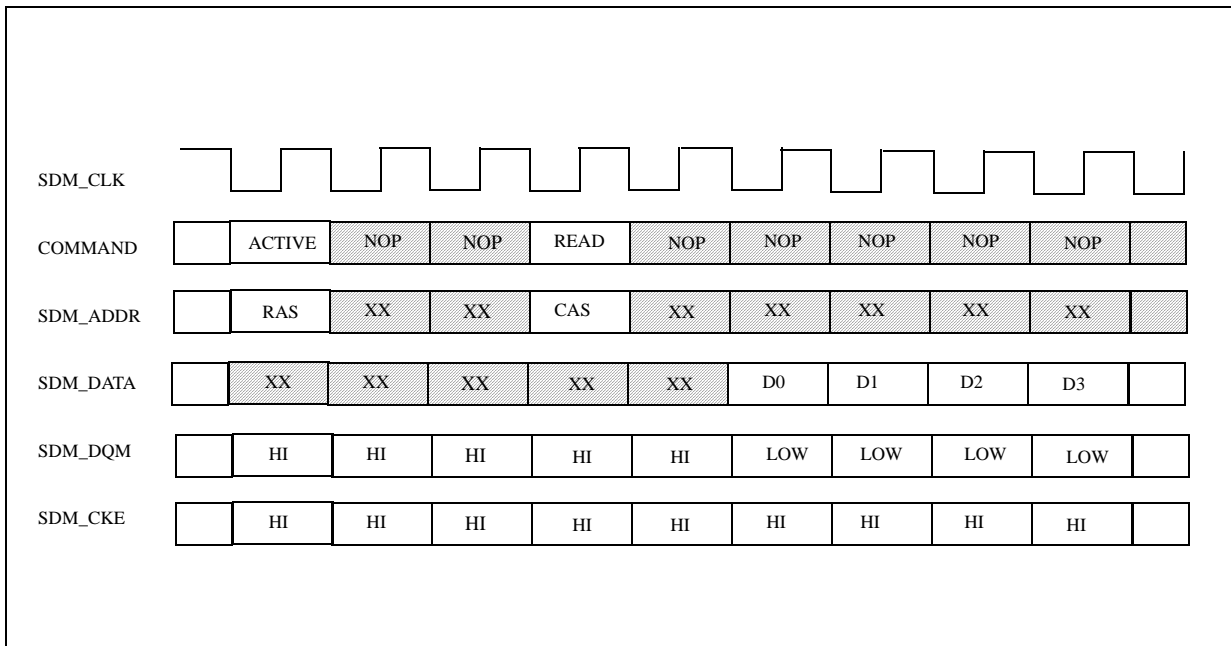 SDM_CLK
COMMAND ACTIVE NOP NOP READ NOP NOP NOP NOP NOP
SDM_ADDR RAS XX XX CAS XX XX XX XX XX
SDM_DATA XX XX XX XX XX D0 D1 D2 D3
SDM_DQM HI HI HI HI HI LOW LOW LOW LOW
SDM_CKE HI HI HI HI HI HI HI HI HI